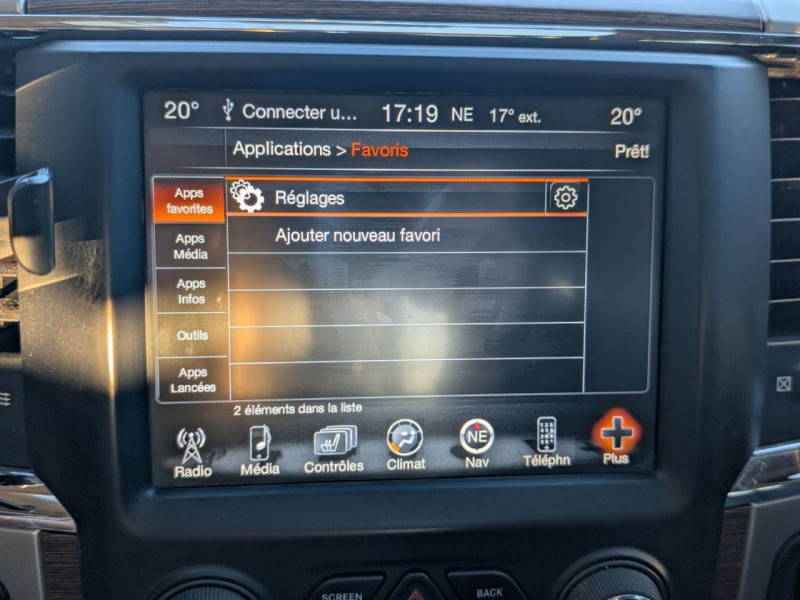 20° Connecter u... 17:19 NE 17° ext. 20°
Applications > Favoris Prêt!
Apps
favorites
Réglages
Apps
Média
Ajouter nouveau favori
Apps
Infos
Outils
Apps
Lancées
2 éléments dans la liste
NE
Radio Média Contrôles Climat Nav Téléphn Plus
SCREEN BACK